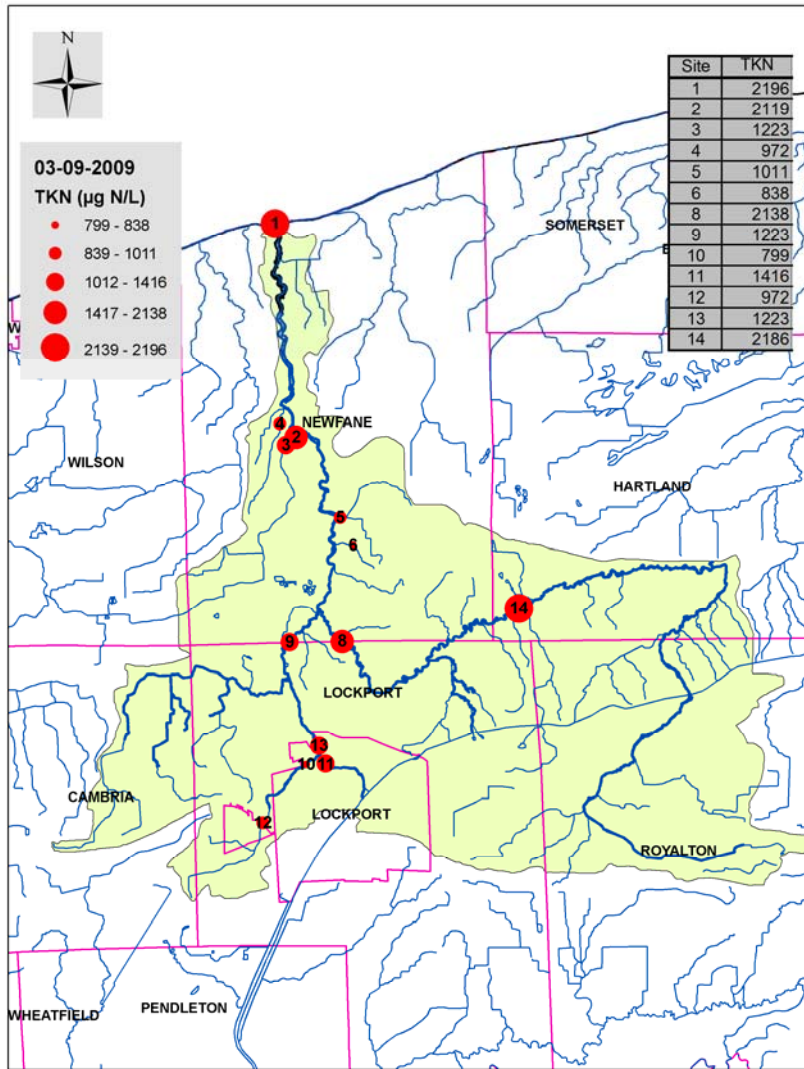 N
Site TKN
1 2196
2 2119
3 1223
4 972
5 1011
6 838
8 2138
9 1223
10 799
11 1416
12 972
13 1223
14 2186
03-09-2009
TKN (µg N/L)
799 - 838
839 - 1011
1012 - 1416
1417 - 2138
2139 - 2196
1
SOMERSET
4
NEWFANE
2
3
WILSON
HARTLAND
5
6
14
9
8
LOCKPORT
13
10
11
CAMBRIA
LOCKPORT
12
ROYALTON
PENDLETON
WHEATFIELD